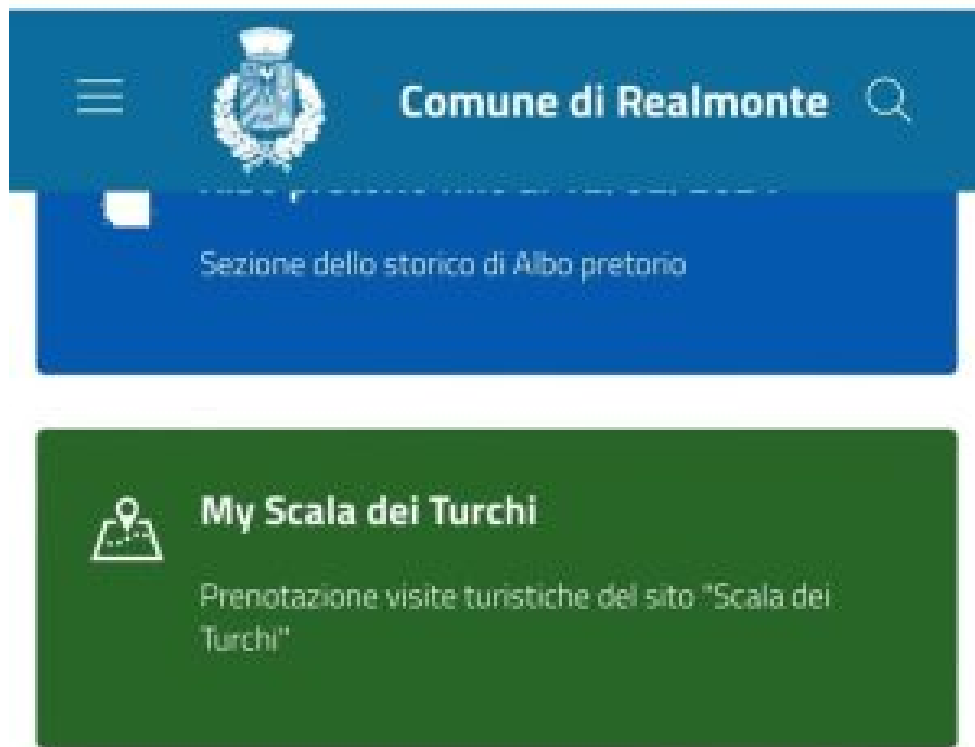 Comune di Realmonte
Sezione dello storico di Albo pretorio
My Scala dei Turchi
Prenotazione visite turistiche del sito "Scala dei
Turchi"